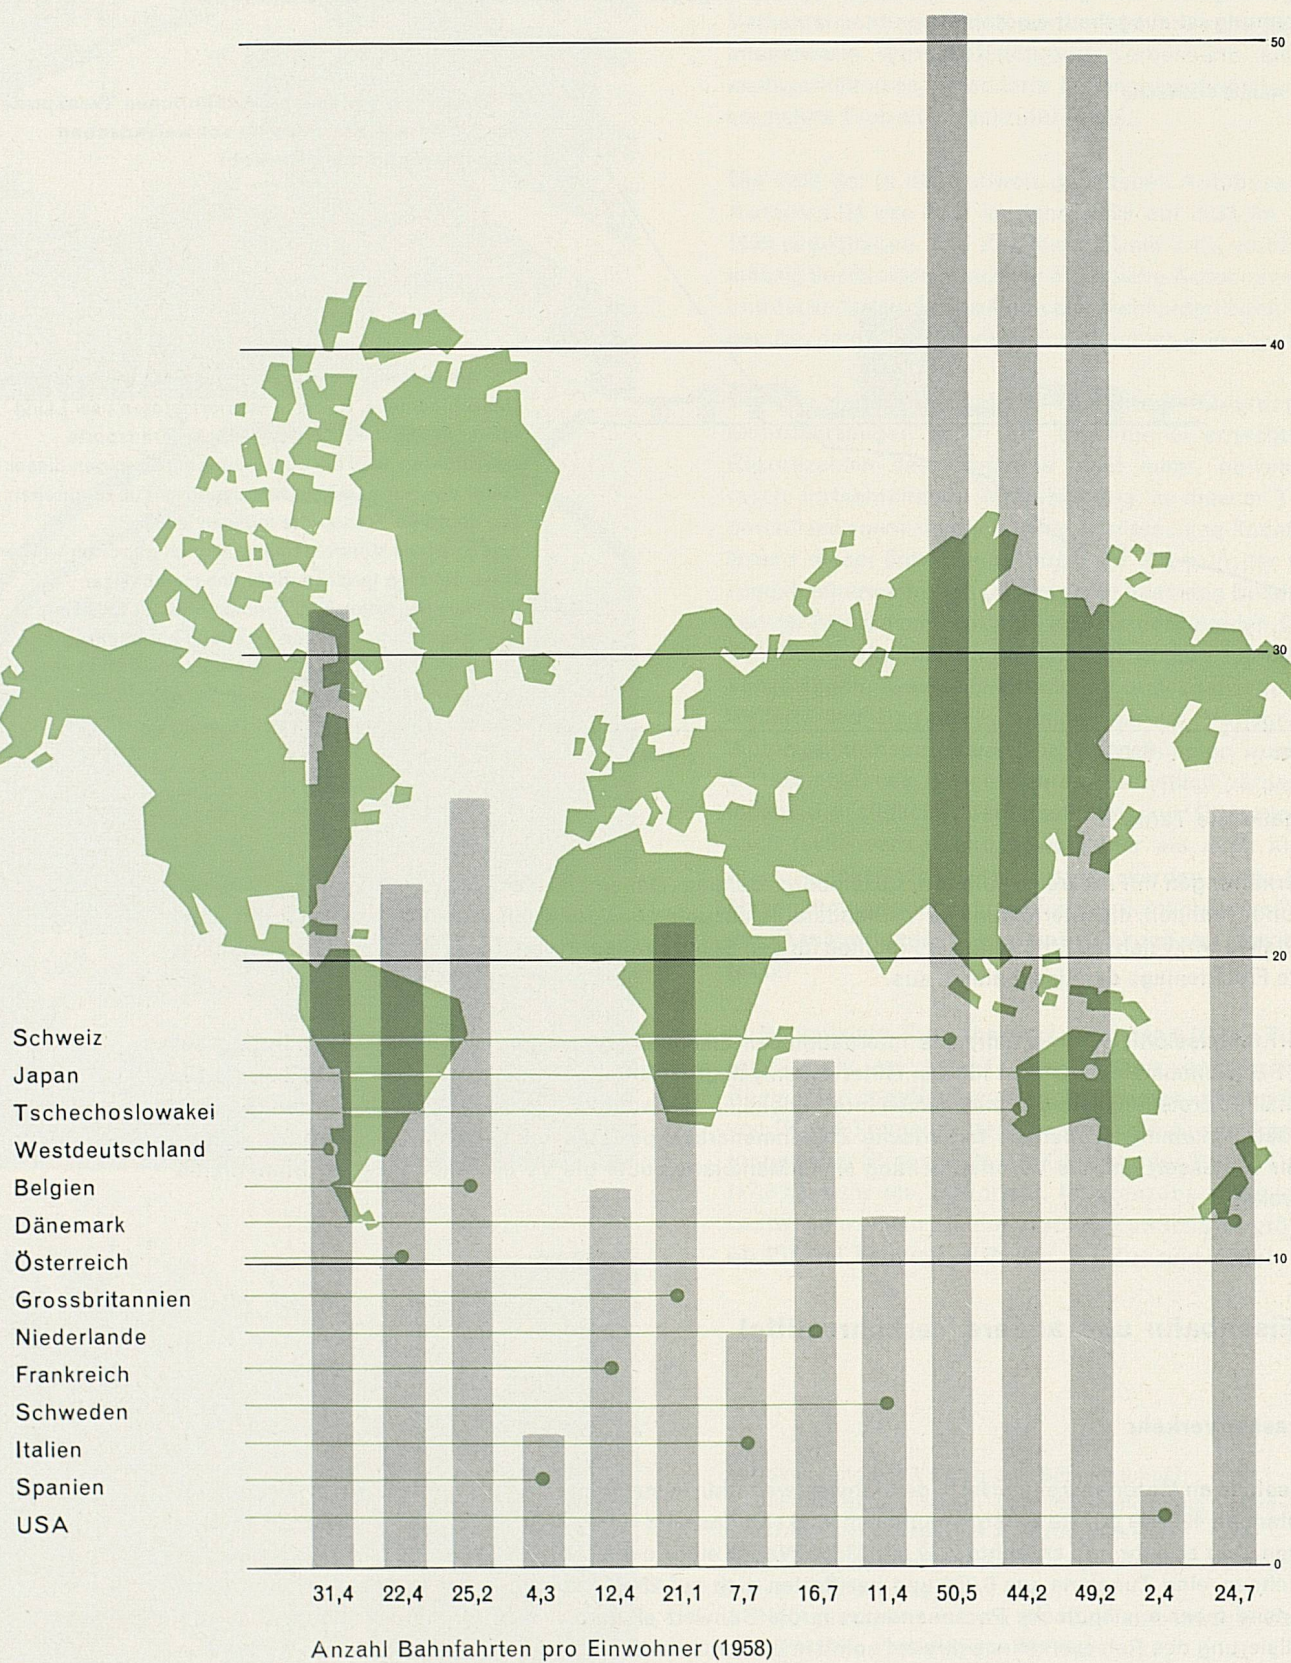 50
40
30
20
10
0
Schweiz
Japan
Tschechoslowakei
Westdeutschland
Belgien
Dänemark
Österreich
Grossbritannien
Niederlande
Frankreich
Schweden
Italien
Spanien
USA
31,4 22,4 25,2 4,3 12,4 21,1 7,7 16,7 11,4 50,5 44,2 49,2 2,4 24,7
Anzahl Bahnfahrten pro Einwohner (1958)